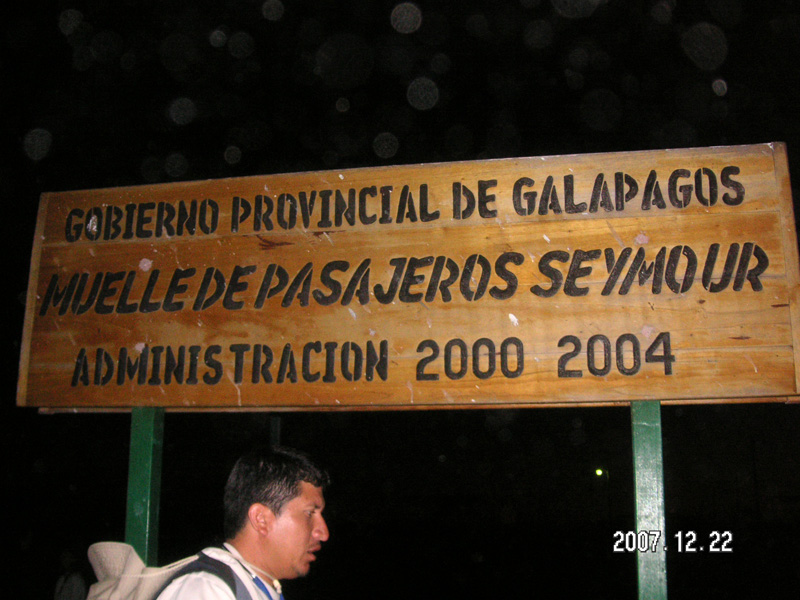 GOBIERNO PROVINCIAL DE GALAPAGOS
MUELLE DE PASAJEROS SEYMOUR
ADMINISTRACION 2000 2004
2007.12.22